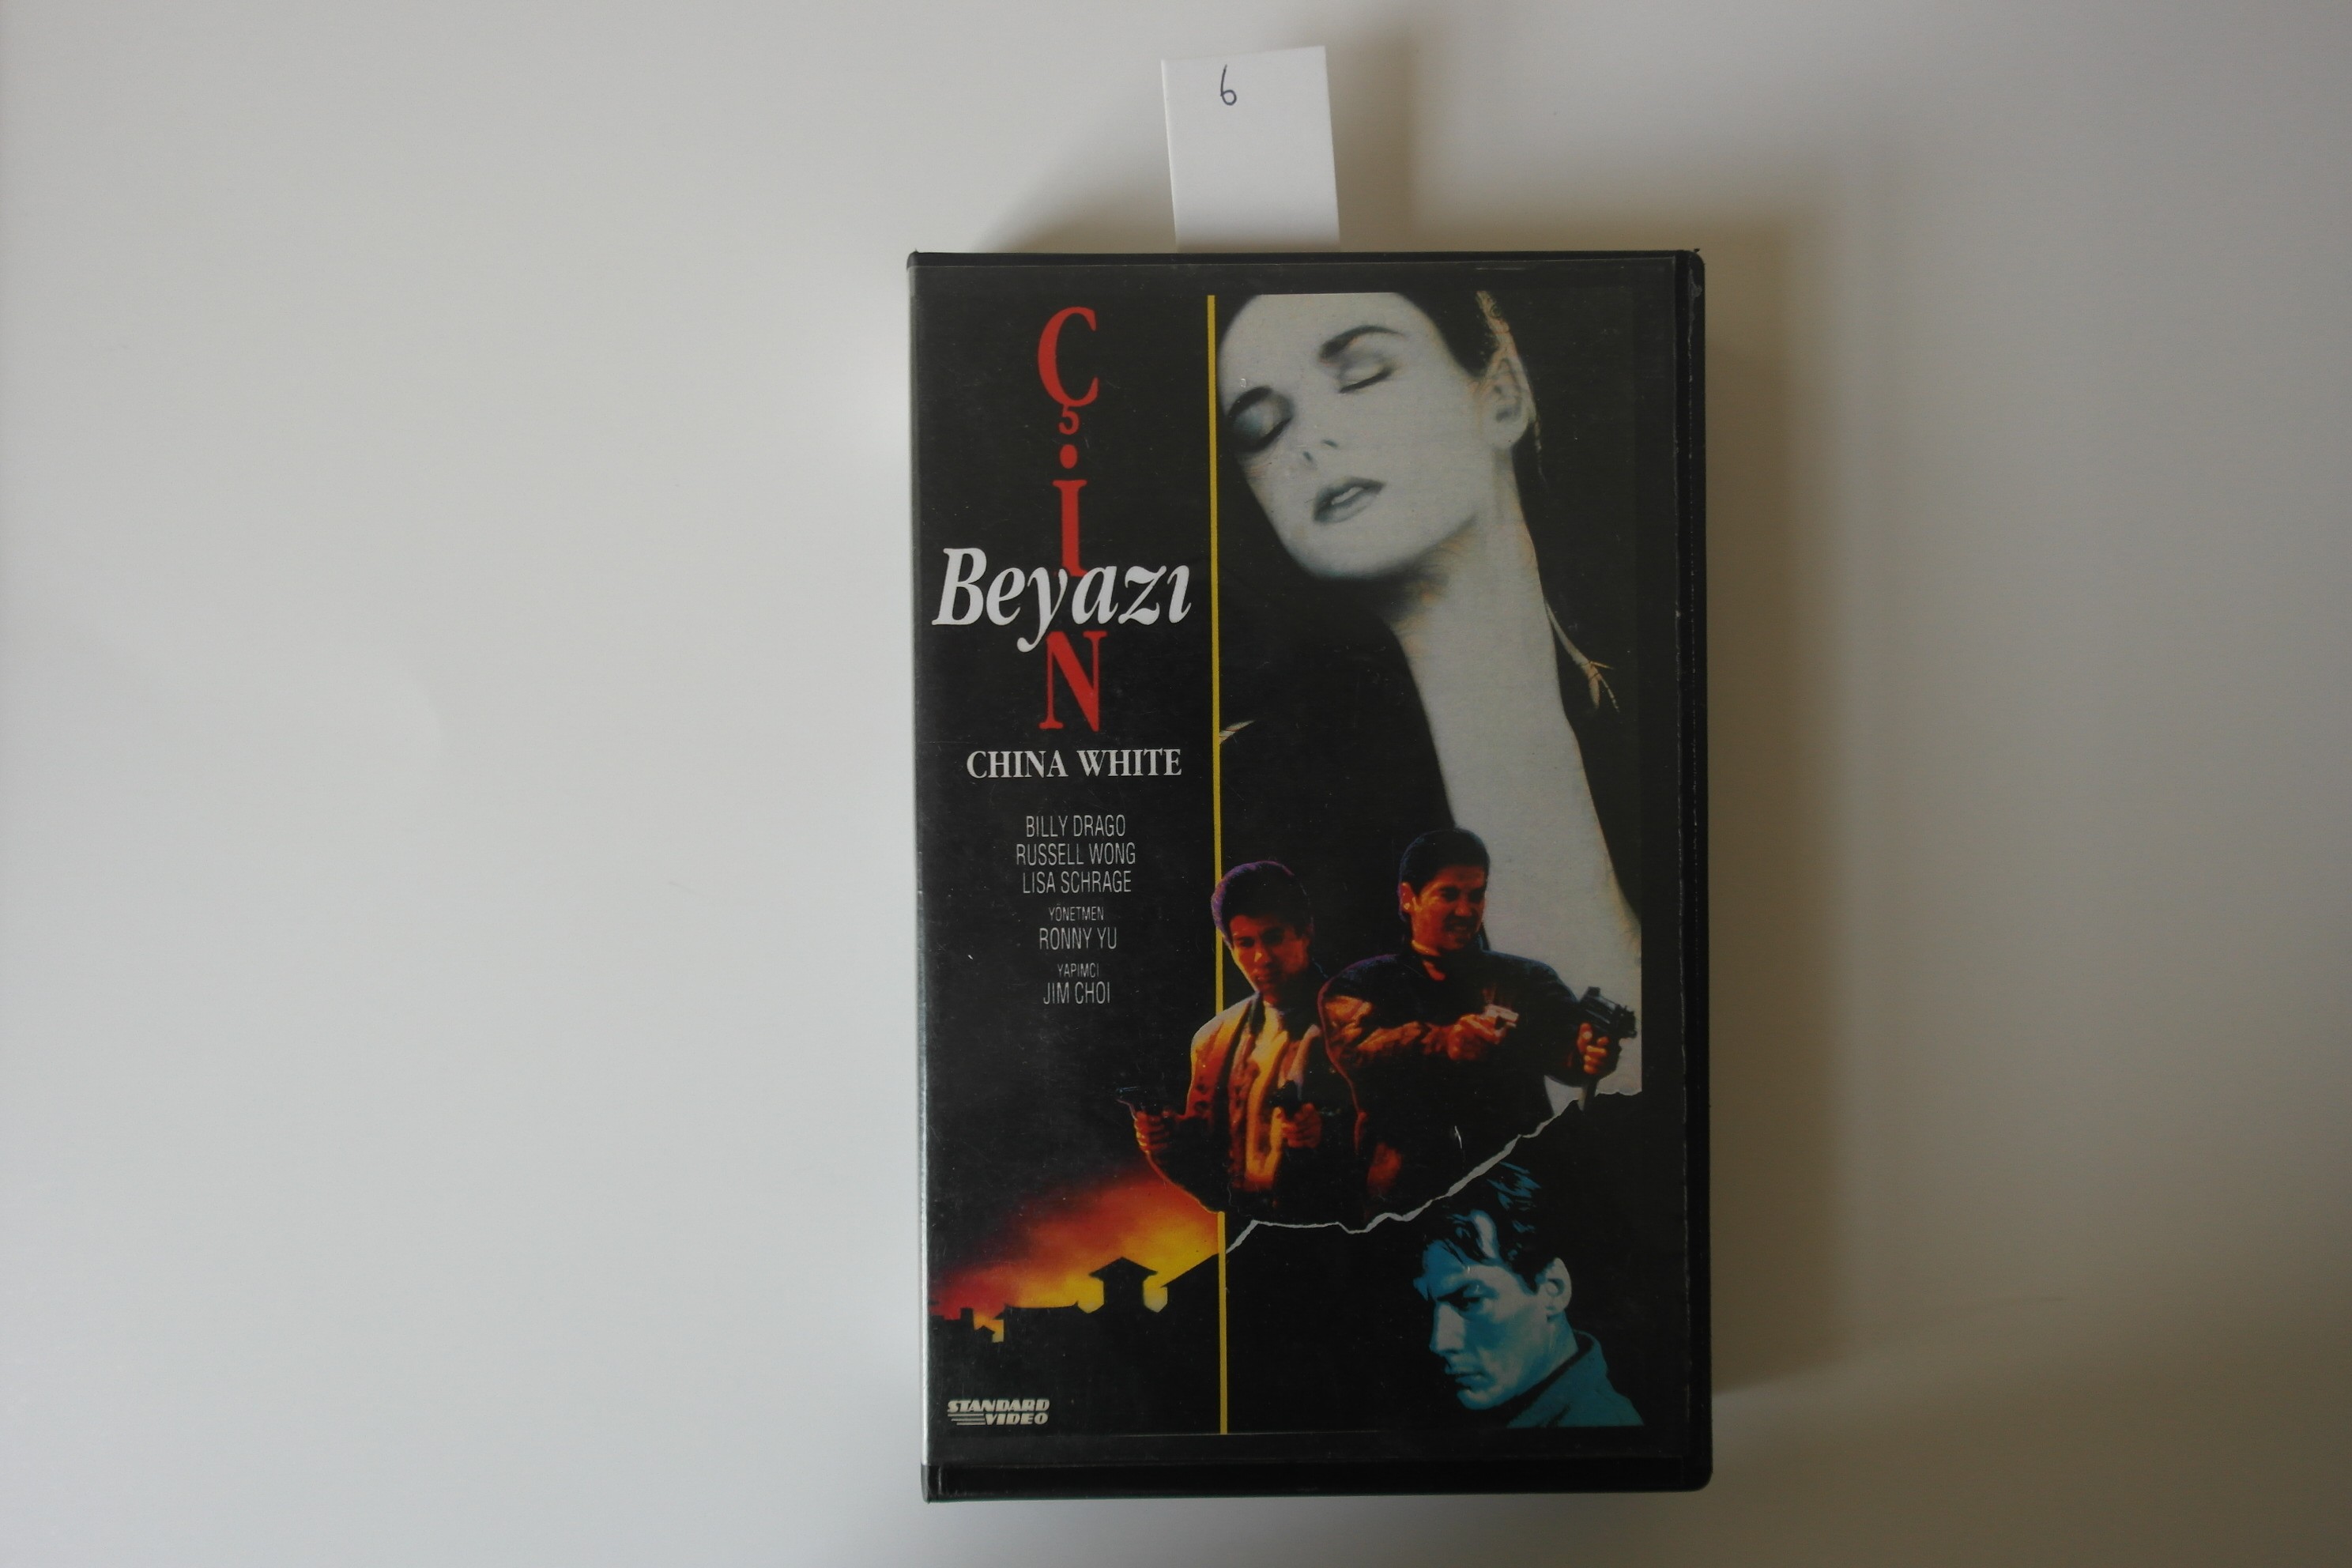 6
ÇİN
Beyazı
CHINA WHITE
BILLY DRAGO
RUSSELL WONG
LISA SCHRAGE
YÖNETMEN
RONNY YU
YAPIMCI
JIM CHOI
STANDARD
VIDEO